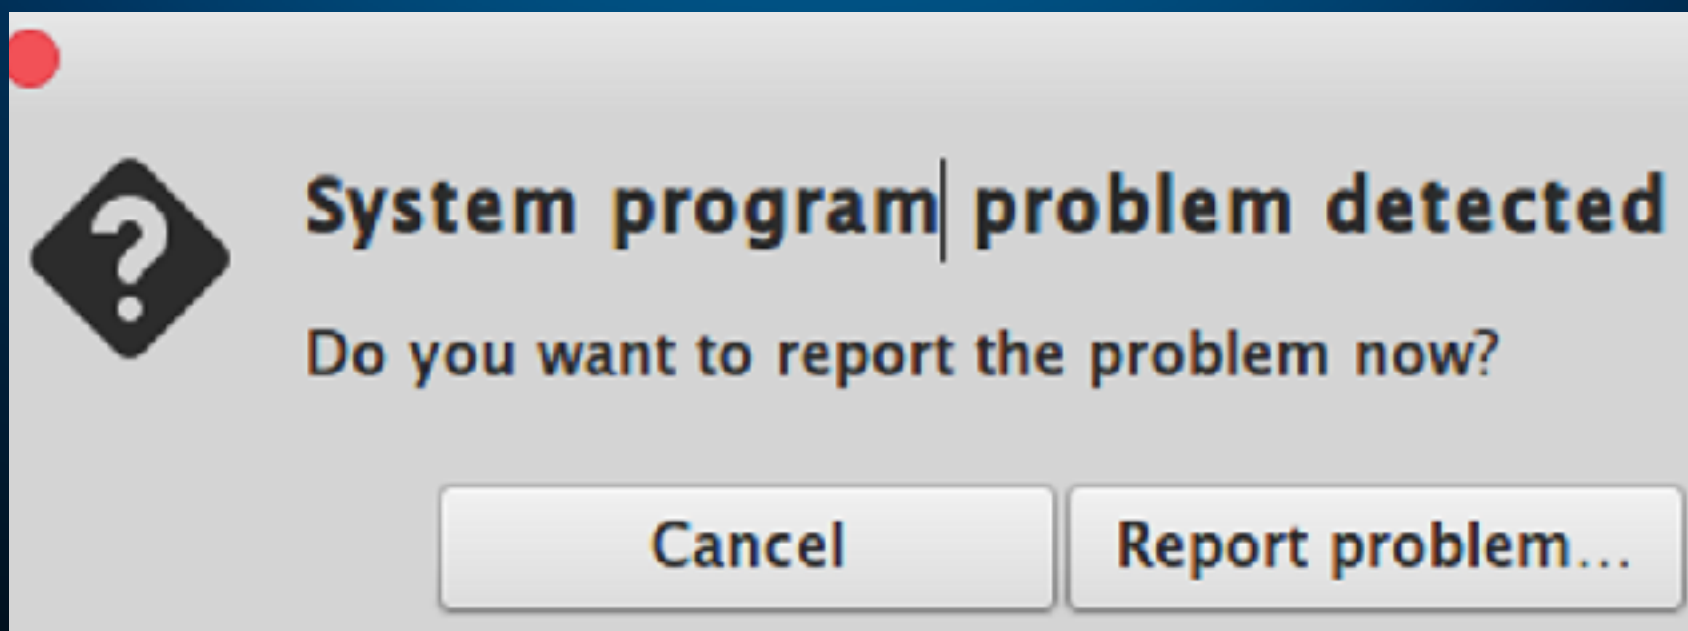 System program problem detected
Do you want to report the problem now?
Cancel
Report problem...